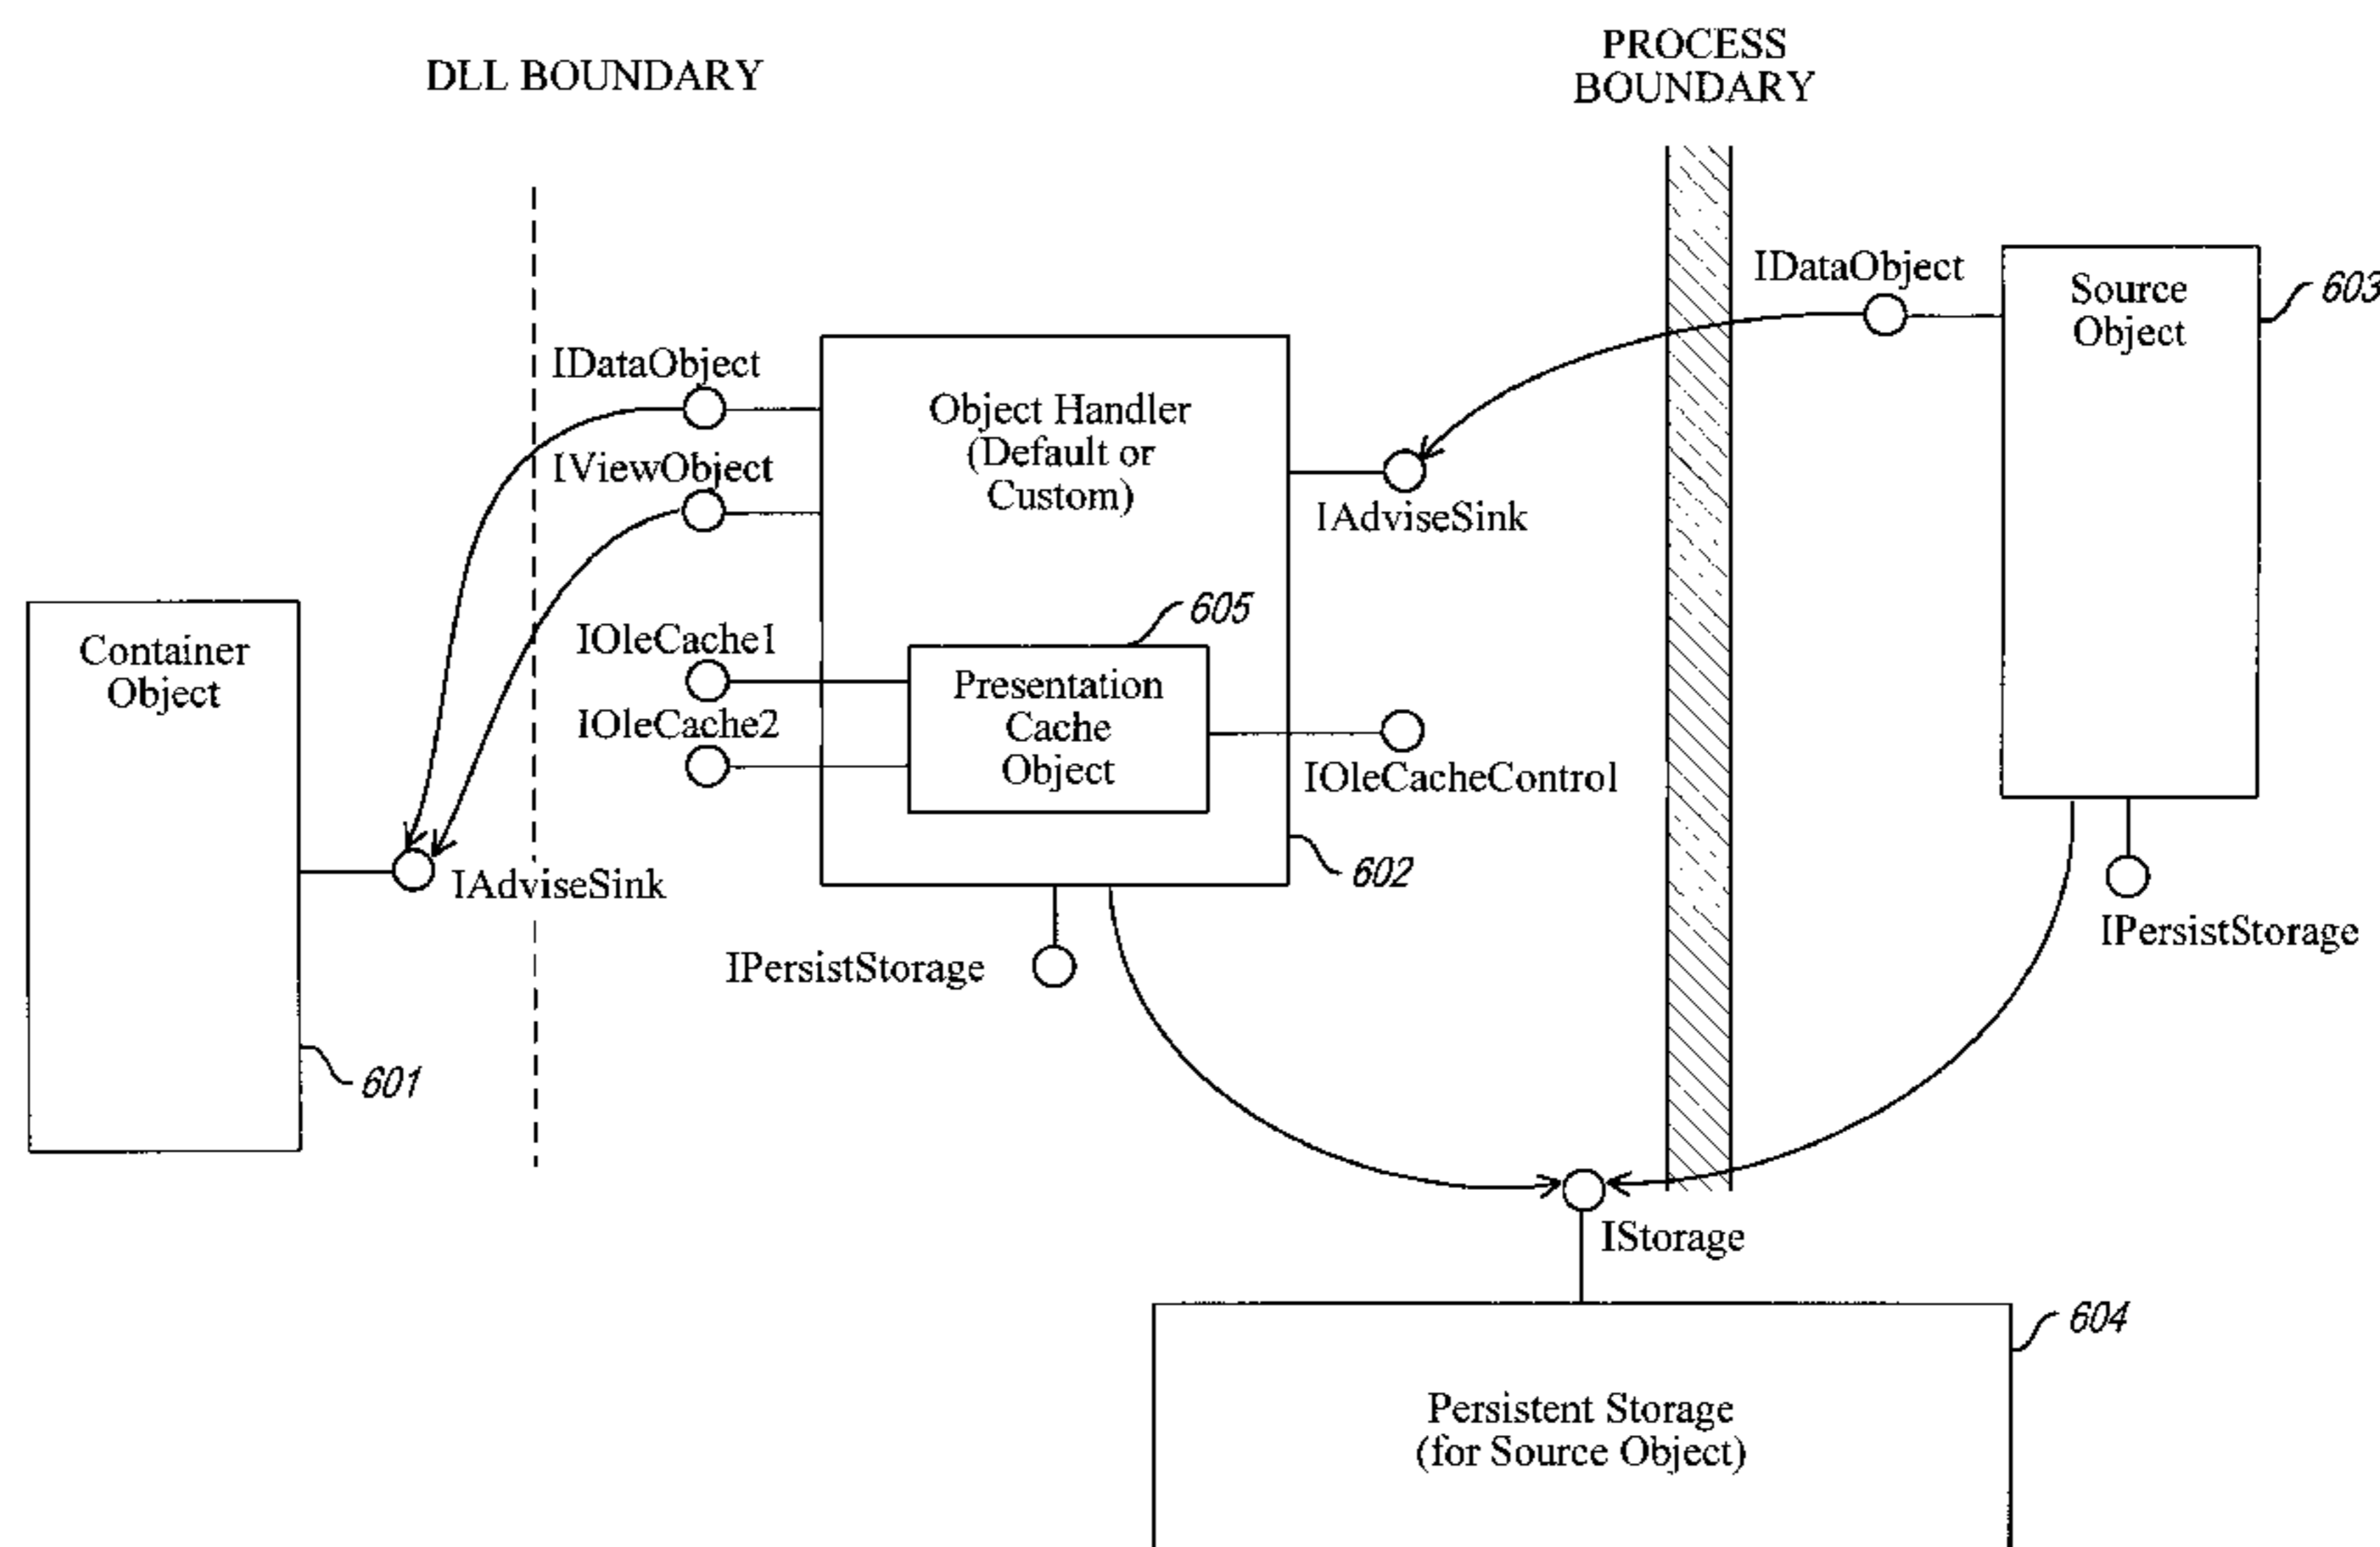 DLL BOUNDARY
PROCESS
BOUNDARY
IDataObject
Source
Object
603
IDataObject
Object Handler
(Default or
Custom)
IViewObject
IAdviseSink
605
Container
Object
IOleCache1
Presentation
Cache
Object
IOleCache2
IOleCacheControl
602
IAdviseSink
IPersistStorage
IPersistStorage
601
IStorage
604
Persistent Storage
(for Source Object)